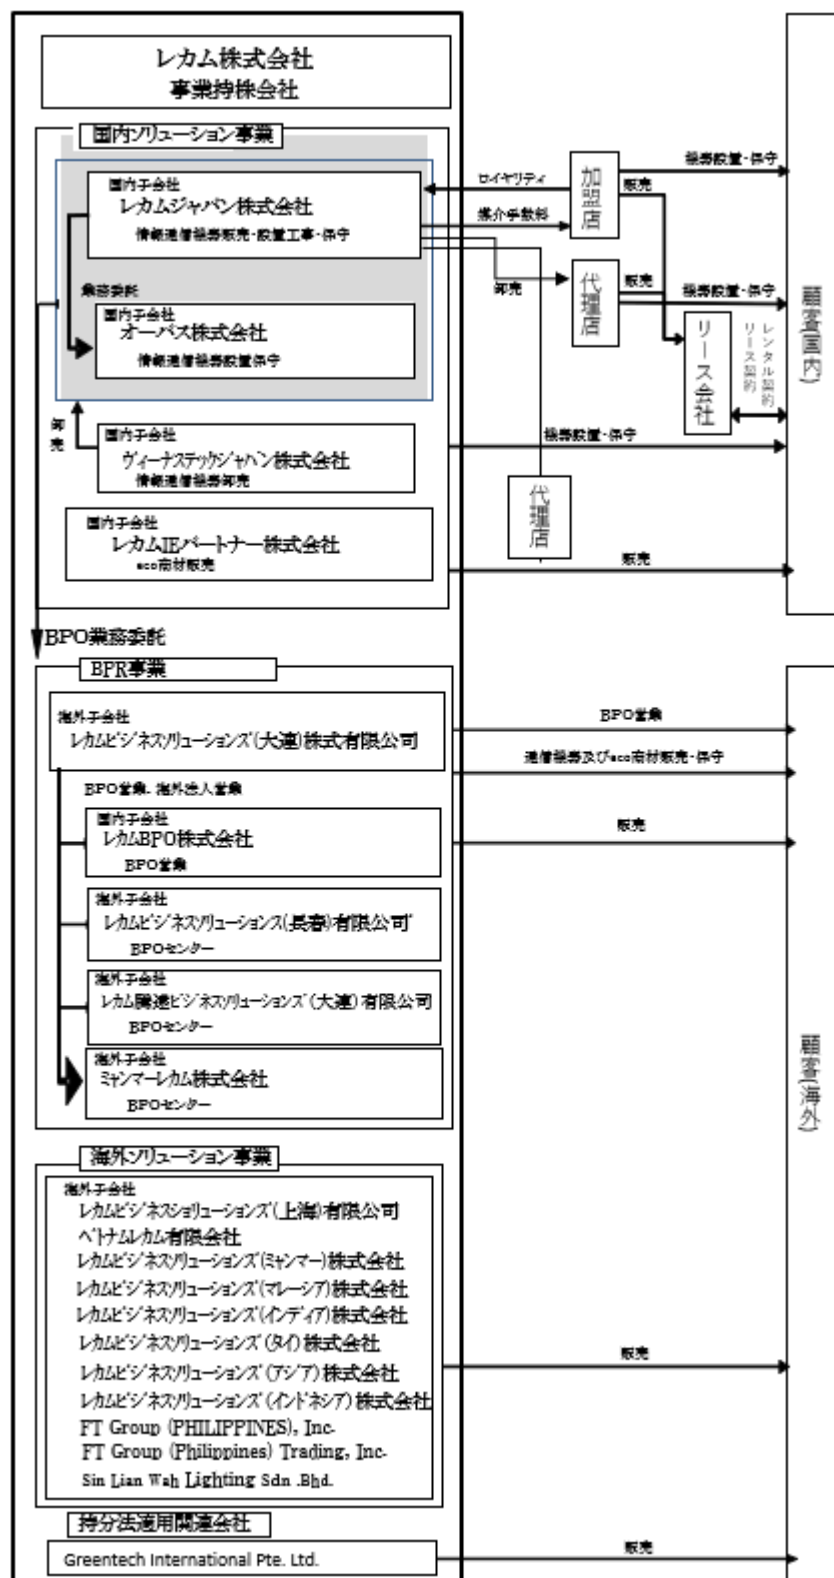 レカム株式会社
事業持株会社
国内ソリューション事業
国内子会社
レカムジャパン株式会社
情報通信機器販売・設置工事・保守
業務委託
国内子会社
オーパス株式会社
情報通信機器設置保守
卸売
国内子会社
ヴィーナステックジャパン株式会社
情報通信機器卸売
国内子会社
レカムIEパートナー株式会社
eco商材販売
ロイヤリティ
媒介手数料
卸売
加盟店
代理店
代理店
販売
販売
機器設置・保守
機器設置・保守
リース会社
レンタル契約
リース契約
機器設置・保守
販売
顧客(国内)
BPO業務委託
BPR事業
海外子会社
レカムビジネスソリューションズ(大連)株式有限公司
BPO営業、海外法人営業
国内子会社
レカムBPO株式会社
BPO営業
海外子会社
レカムビジネスソリューションス(長春)有限公司
BPOセンター
海外子会社
レカム騰遠ビジネスソリューションズ(大連)有限公司
BPOセンター
海外子会社
ミャンマーレカム株式会社
BPOセンター
BPO営業
通信機器及びeco商材販売・保守
販売
顧客(海外)
海外ソリューション事業
海外子会社
レカムビジネスショリューションズ(上海)有限公司
ベトナムレカム有限会社
レカムビジネスソリューションズ(ミャンマー)株式会社
レカムビジネスソリューションズ(マレーシア)株式会社
レカムビジネスソリューションズ(インディア)株式会社
レカムビジネスソリューションズ(タイ)株式会社
レカムビジネスソリューションズ(アジア)株式会社
レカムビジネスソリューションズ(インドネシア)株式会社
FT Group (PHILIPPINES), Inc.
FT Group (Philippines) Trading, Inc.
Sin Lian Wah Lighting Sdn .Bhd.
販売
持分法適用関連会社
Greentech International Pte. Ltd.
販売